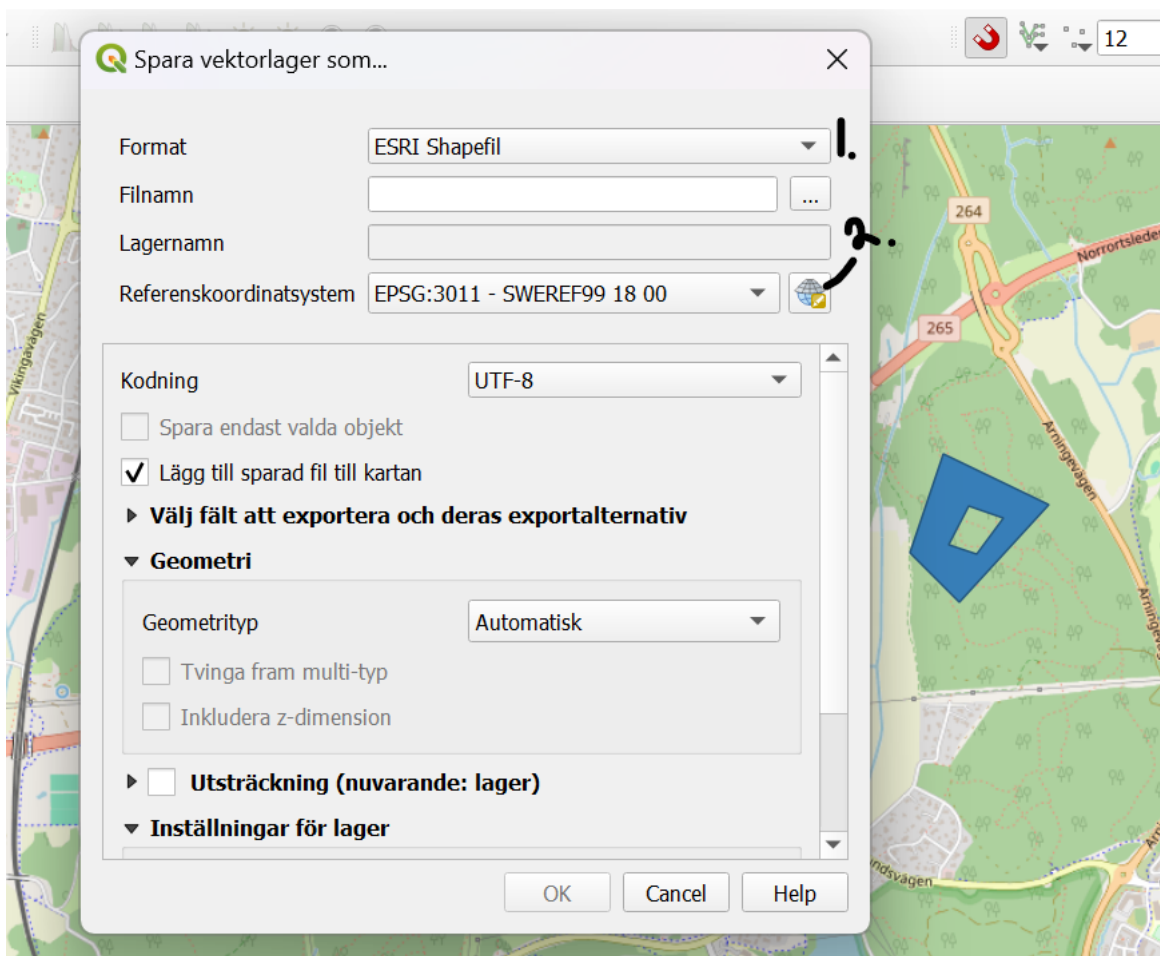 12
Spara vektorlager som...
Format
ESRI Shapefil
1.
Filnamn
...
Lagernamn
2.
Referenskoordinatsystem
EPSG:3011 - SWEREF99 18 00
Kodning
UTF-8
Spara endast valda objekt
Lägg till sparad fil till kartan
Välj fält att exportera och deras exportalternativ
Geometri
Geometrityp
Automatisk
Tvinga fram multi-typ
Inkludera z-dimension
Utsträckning (nuvarande: lager)
Inställningar för lager
OK
Cancel
Help
Vikingavägen
264
Norrortsleden
265
Arningevägen
Arningevägen